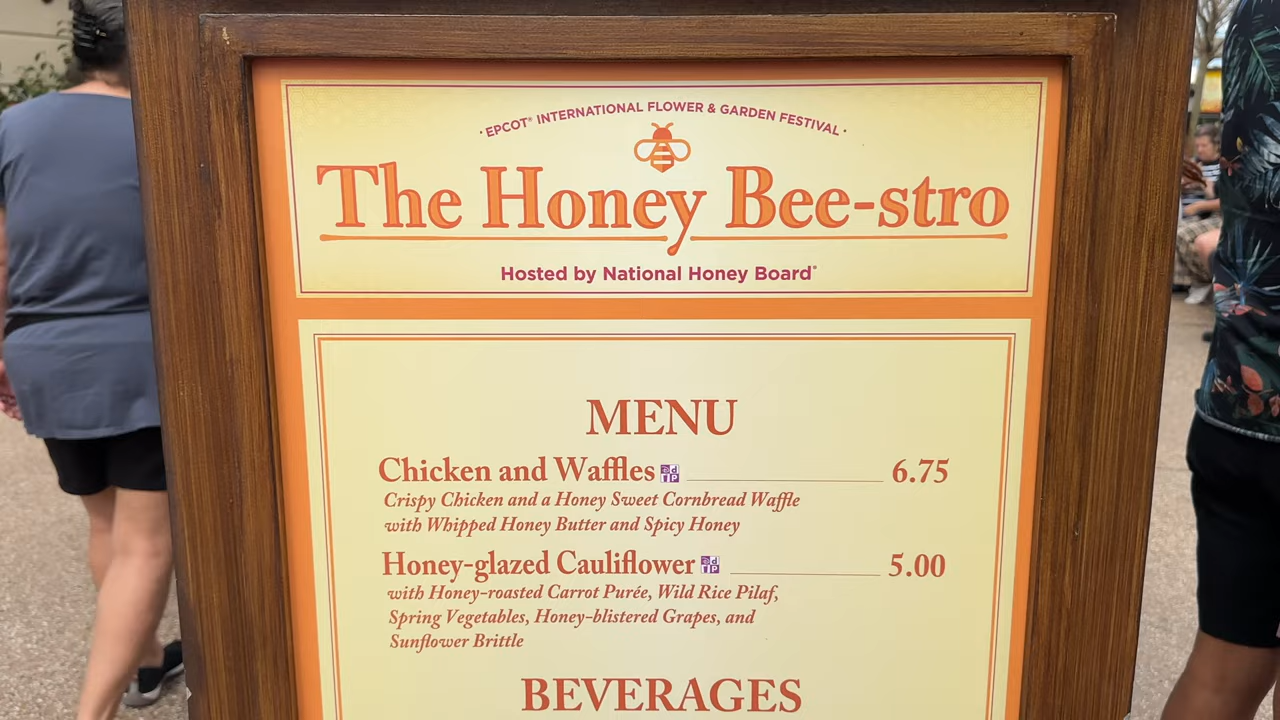 · EPCOT® INTERNATIONAL FLOWER & GARDEN FESTIVAL ·
The Honey Bee-stro
Hosted by National Honey Board®
MENU
Chicken and Waffles 6.75
Crispy Chicken and a Honey Sweet Cornbread Waffle
with Whipped Honey Butter and Spicy Honey
Honey-glazed Cauliflower 5.00
with Honey-roasted Carrot Purée, Wild Rice Pilaf,
Spring Vegetables, Honey-blistered Grapes, and
Sunflower Brittle
BEVERAGES